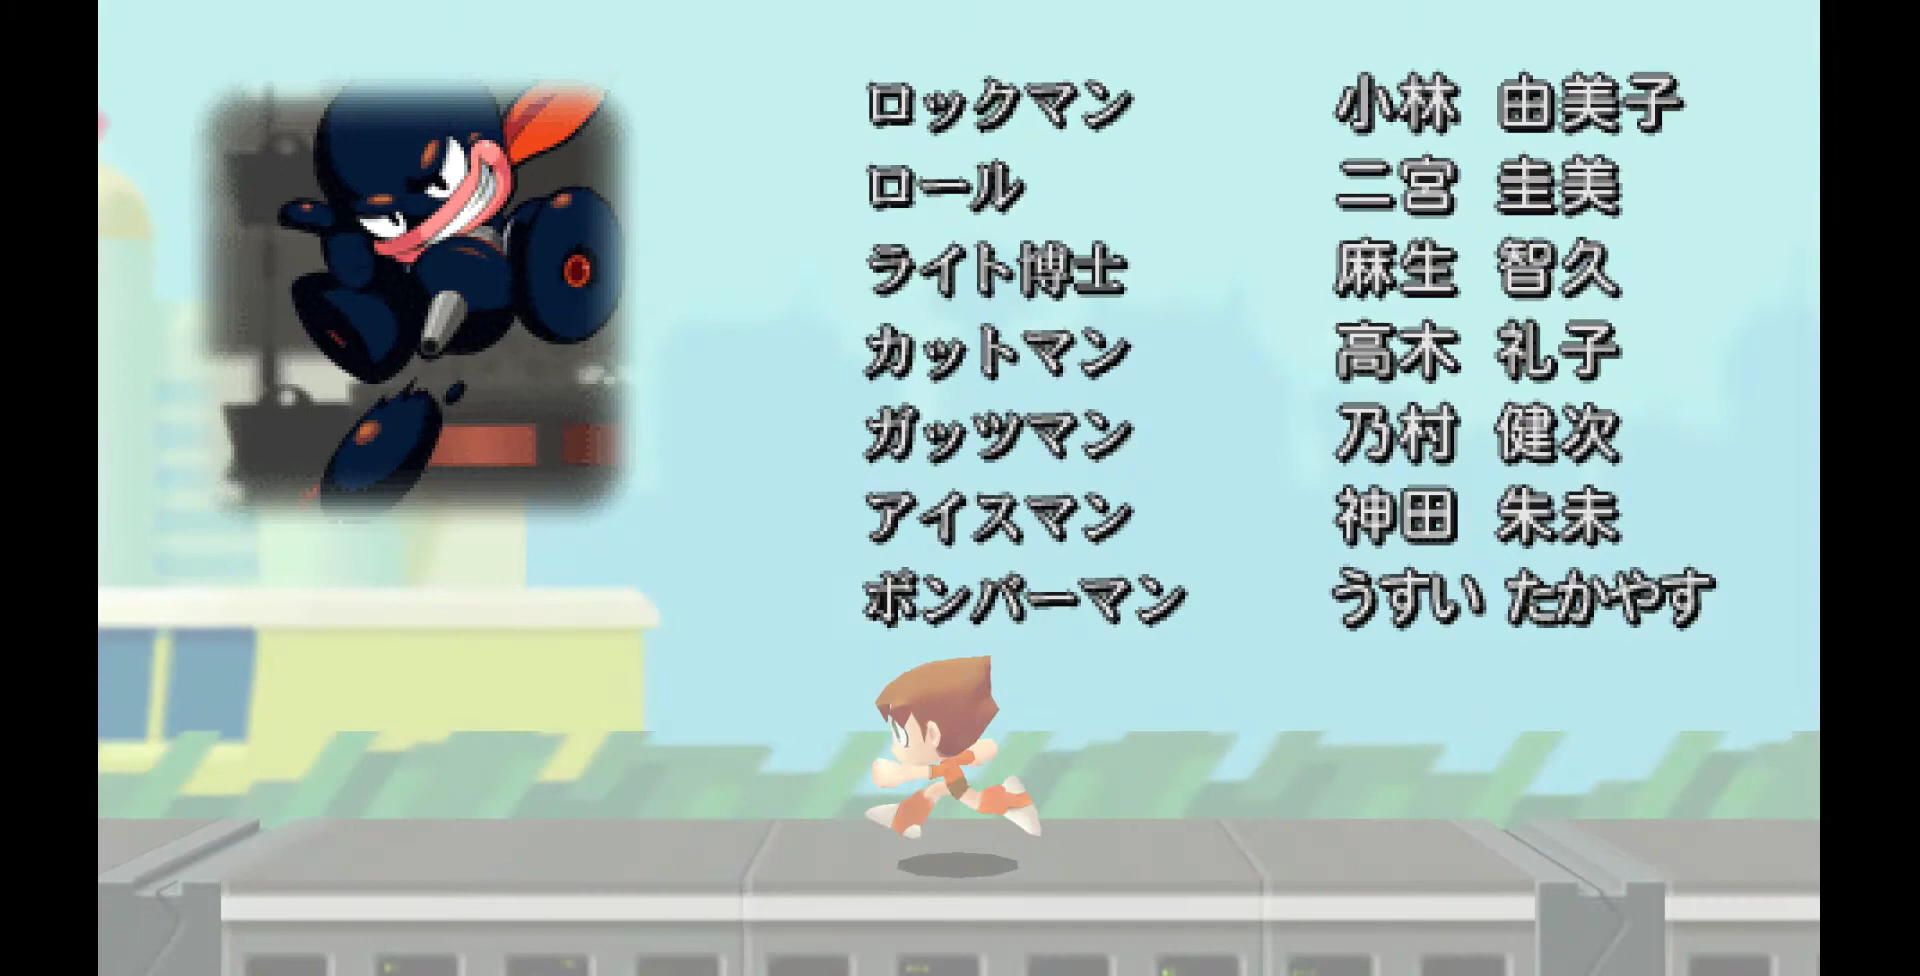 ロックマン 小林 由美子
ロール 二宮 圭美
ライト博士 麻生 智久
カットマン 高木 礼子
ガッツマン 乃村 健次
アイスマン 神田 朱未
ボンバーマン うすい たかやす